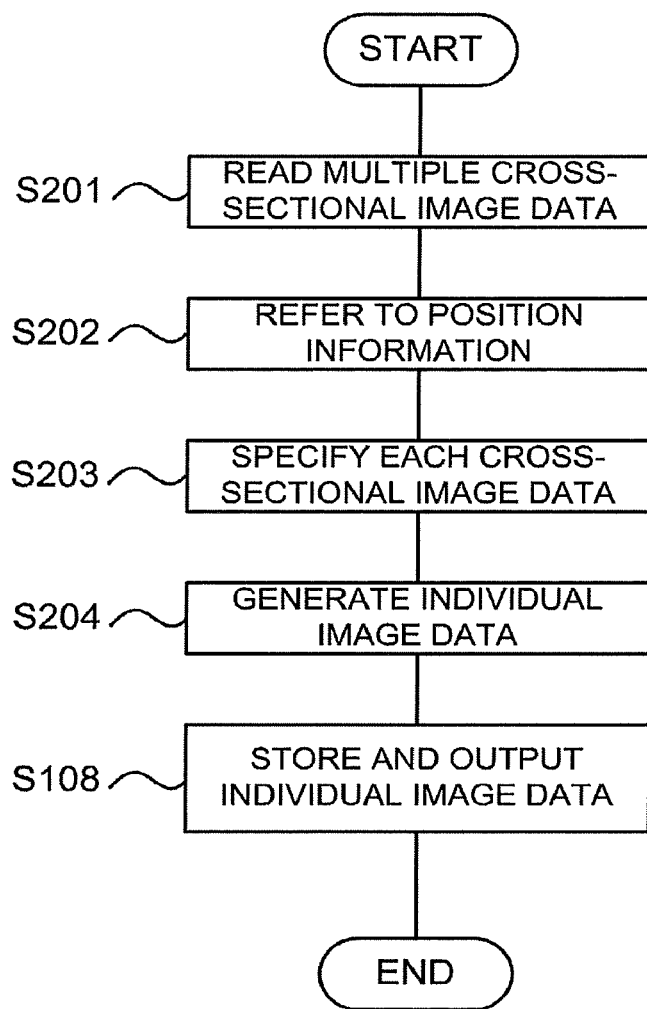 START
S201
READ MULTIPLE CROSS-
SECTIONAL IMAGE DATA
S202
REFER TO POSITION
INFORMATION
S203
SPECIFY EACH CROSS-
SECTIONAL IMAGE DATA
S204
GENERATE INDIVIDUAL
IMAGE DATA
S108
STORE AND OUTPUT
INDIVIDUAL IMAGE DATA
END